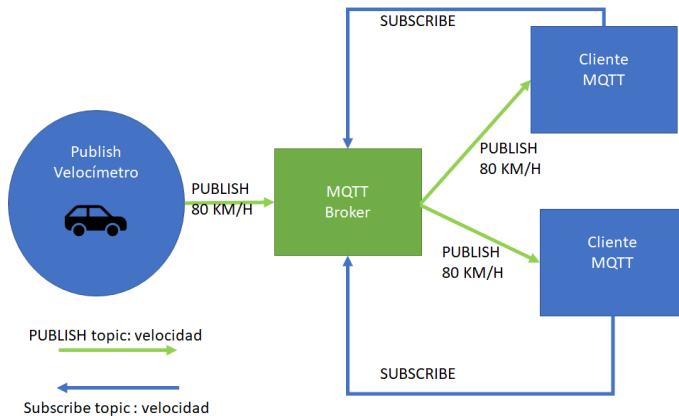 SUBSCRIBE
Cliente
MQTT
Publish
Velocímetro
PUBLISH
80 KM/H
MQTT
Broker
PUBLISH
80 KM/H
Cliente
MQTT
PUBLISH
80 KM/H
PUBLISH topic: velocidad
SUBSCRIBE
Subscribe topic : velocidad